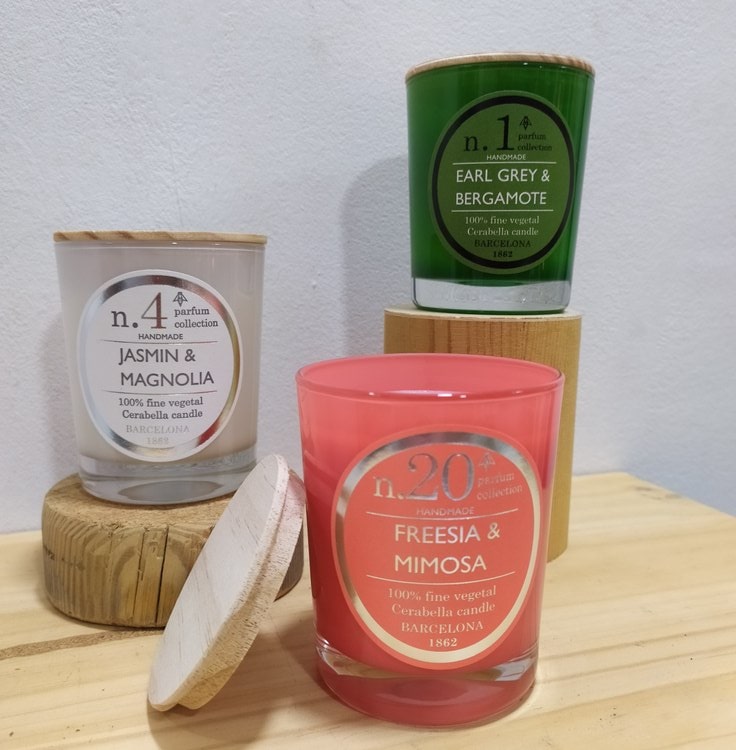 n.1 parfum
collection
HANDMADE
EARL GREY &
BERGAMOTE
100% fine vegetal
Cerabella candle
BARCELONA
1862
n.4 parfum
collection
HANDMADE
JASMIN &
MAGNOLIA
100% fine vegetal
Cerabella candle
BARCELONA
1862
n.20 parfum
collection
HANDMADE
FREESIA &
MIMOSA
100% fine vegetal
Cerabella candle
BARCELONA
1862